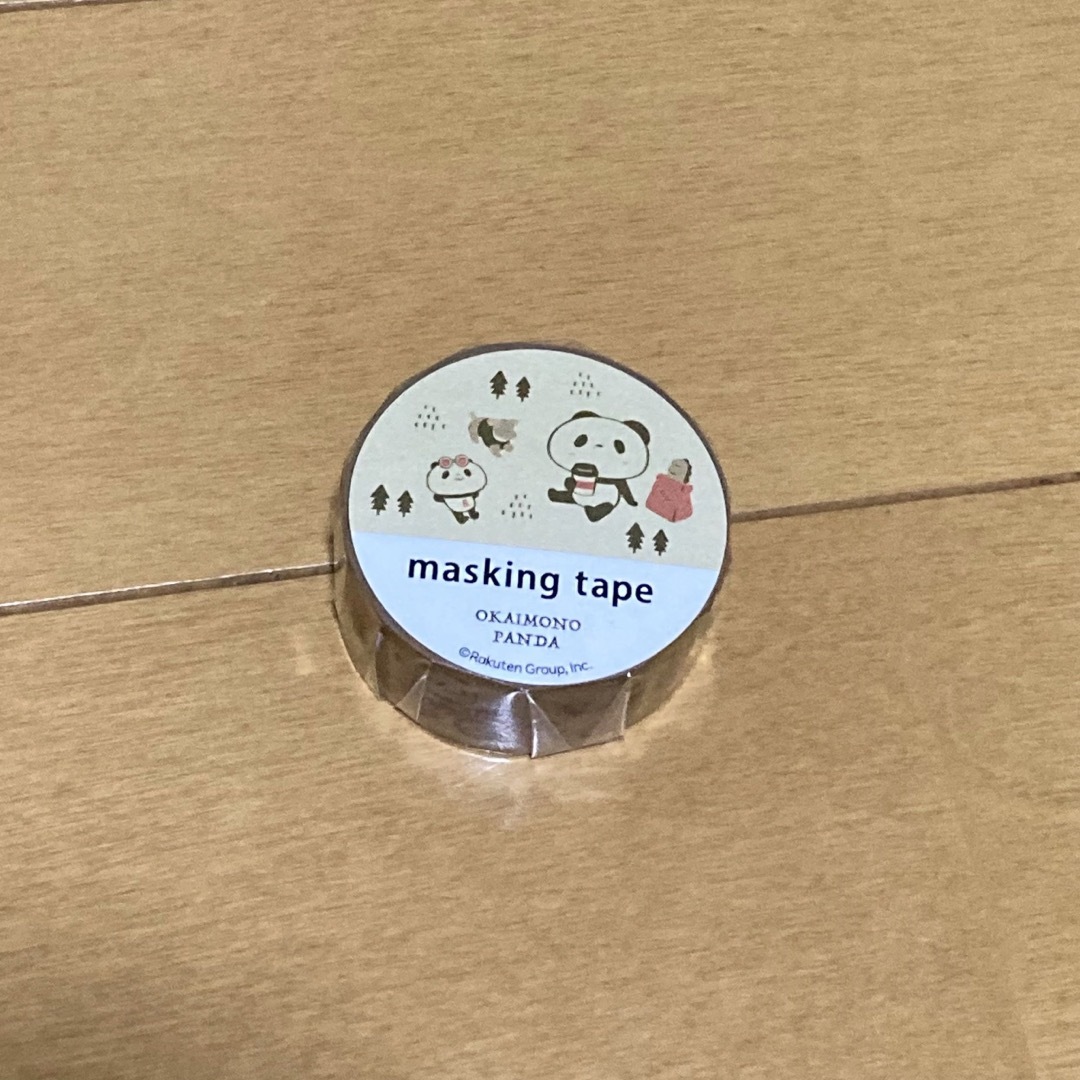 masking tape
OKAIMONO
PANDA
©Rakuten Group, Inc.